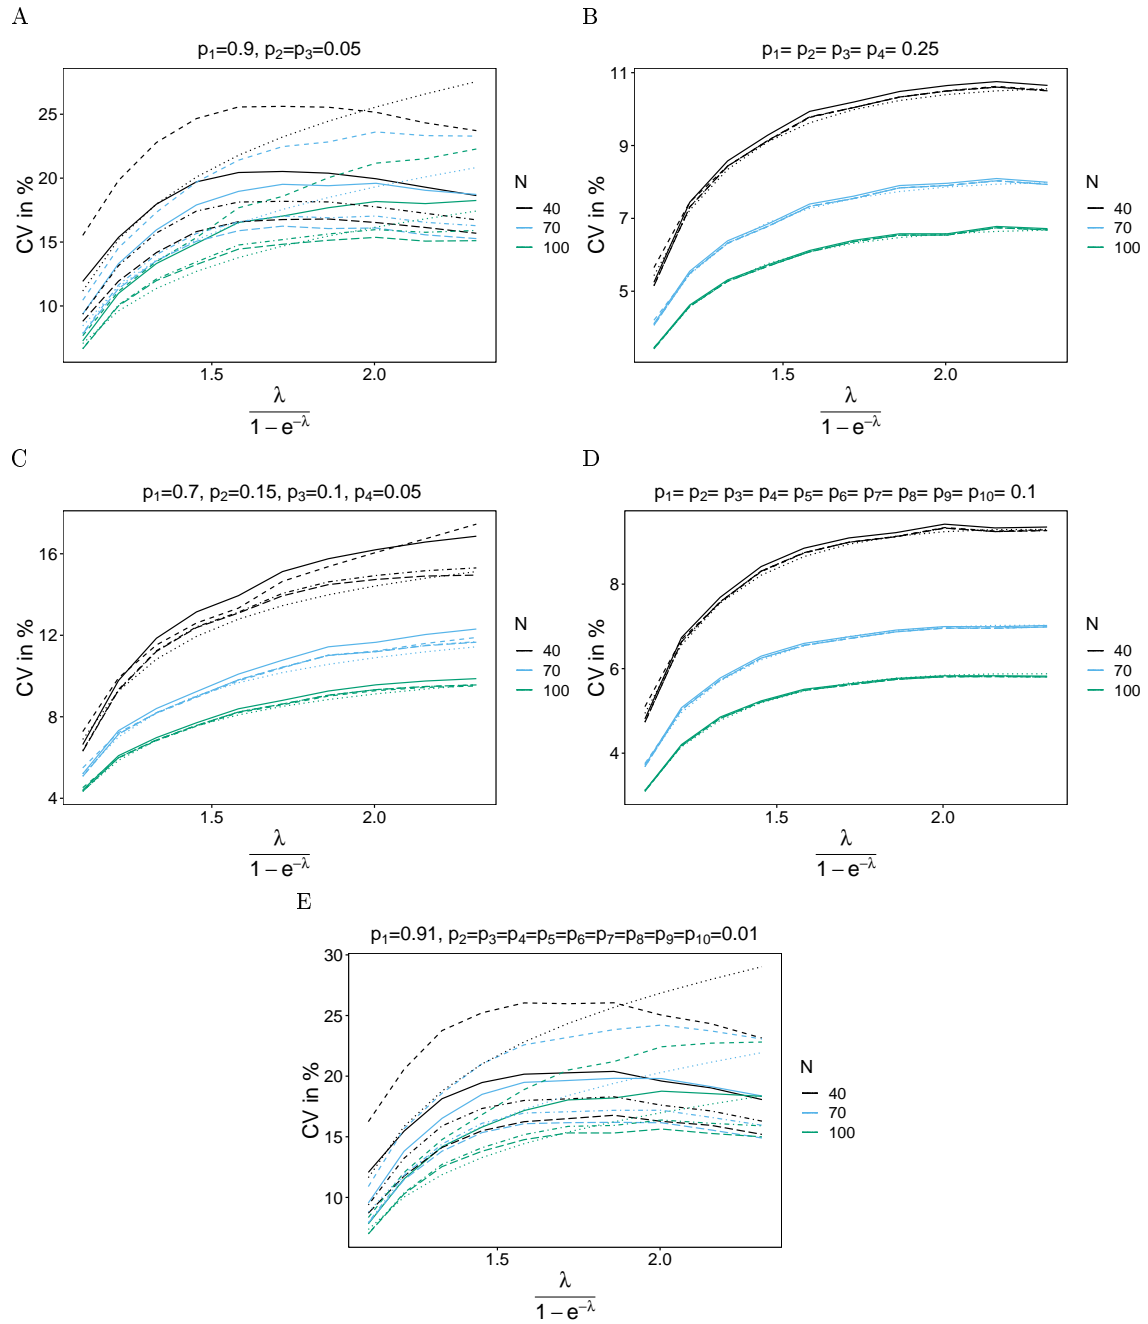 A
p₁=0.9, p₂=p₃=0.05
CV in %
25
20
15
10
1.5 2.0
λ
1 − e^−λ
N
40
70
100
B
p₁= p₂= p₃= p₄= 0.25
CV in %
11
9
7
5
1.5 2.0
λ
1 − e^−λ
N
40
70
100
C
p₁=0.7, p₂=0.15, p₃=0.1, p₄=0.05
CV in %
16
12
8
4
1.5 2.0
λ
1 − e^−λ
N
40
70
100
D
p₁= p₂= p₃= p₄= p₅= p₆= p₇= p₈= p₉= p₁₀= 0.1
CV in %
8
6
4
1.5 2.0
λ
1 − e^−λ
N
40
70
100
E
p₁=0.91, p₂=p₃=p₄=p₅=p₆=p₇=p₈=p₉=p₁₀=0.01
CV in %
30
25
20
15
10
1.5 2.0
λ
1 − e^−λ
N
40
70
100